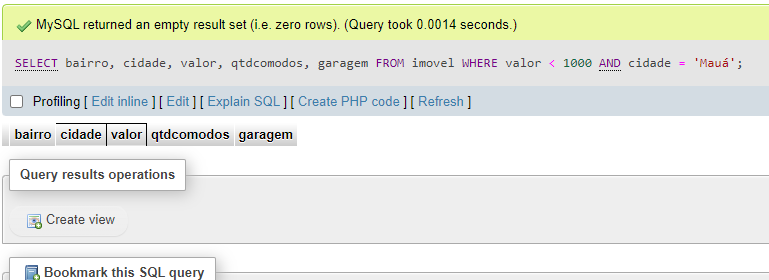 MySQL returned an empty result set (i.e. zero rows). (Query took 0.0014 seconds.)
SELECT bairro, cidade, valor, qtdcomodos, garagem FROM imovel WHERE valor < 1000 AND cidade = 'Mauá';
Profiling [ Edit inline ] [ Edit ] [ Explain SQL ] [ Create PHP code ] [ Refresh ]
bairro cidade valor qtdcomodos garagem
Query results operations
Create view
Bookmark this SQL query